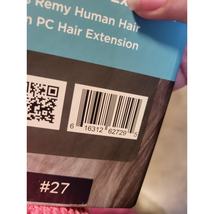 Remy Human Hair
PC Hair Extension
6 16312 62729 5
#27